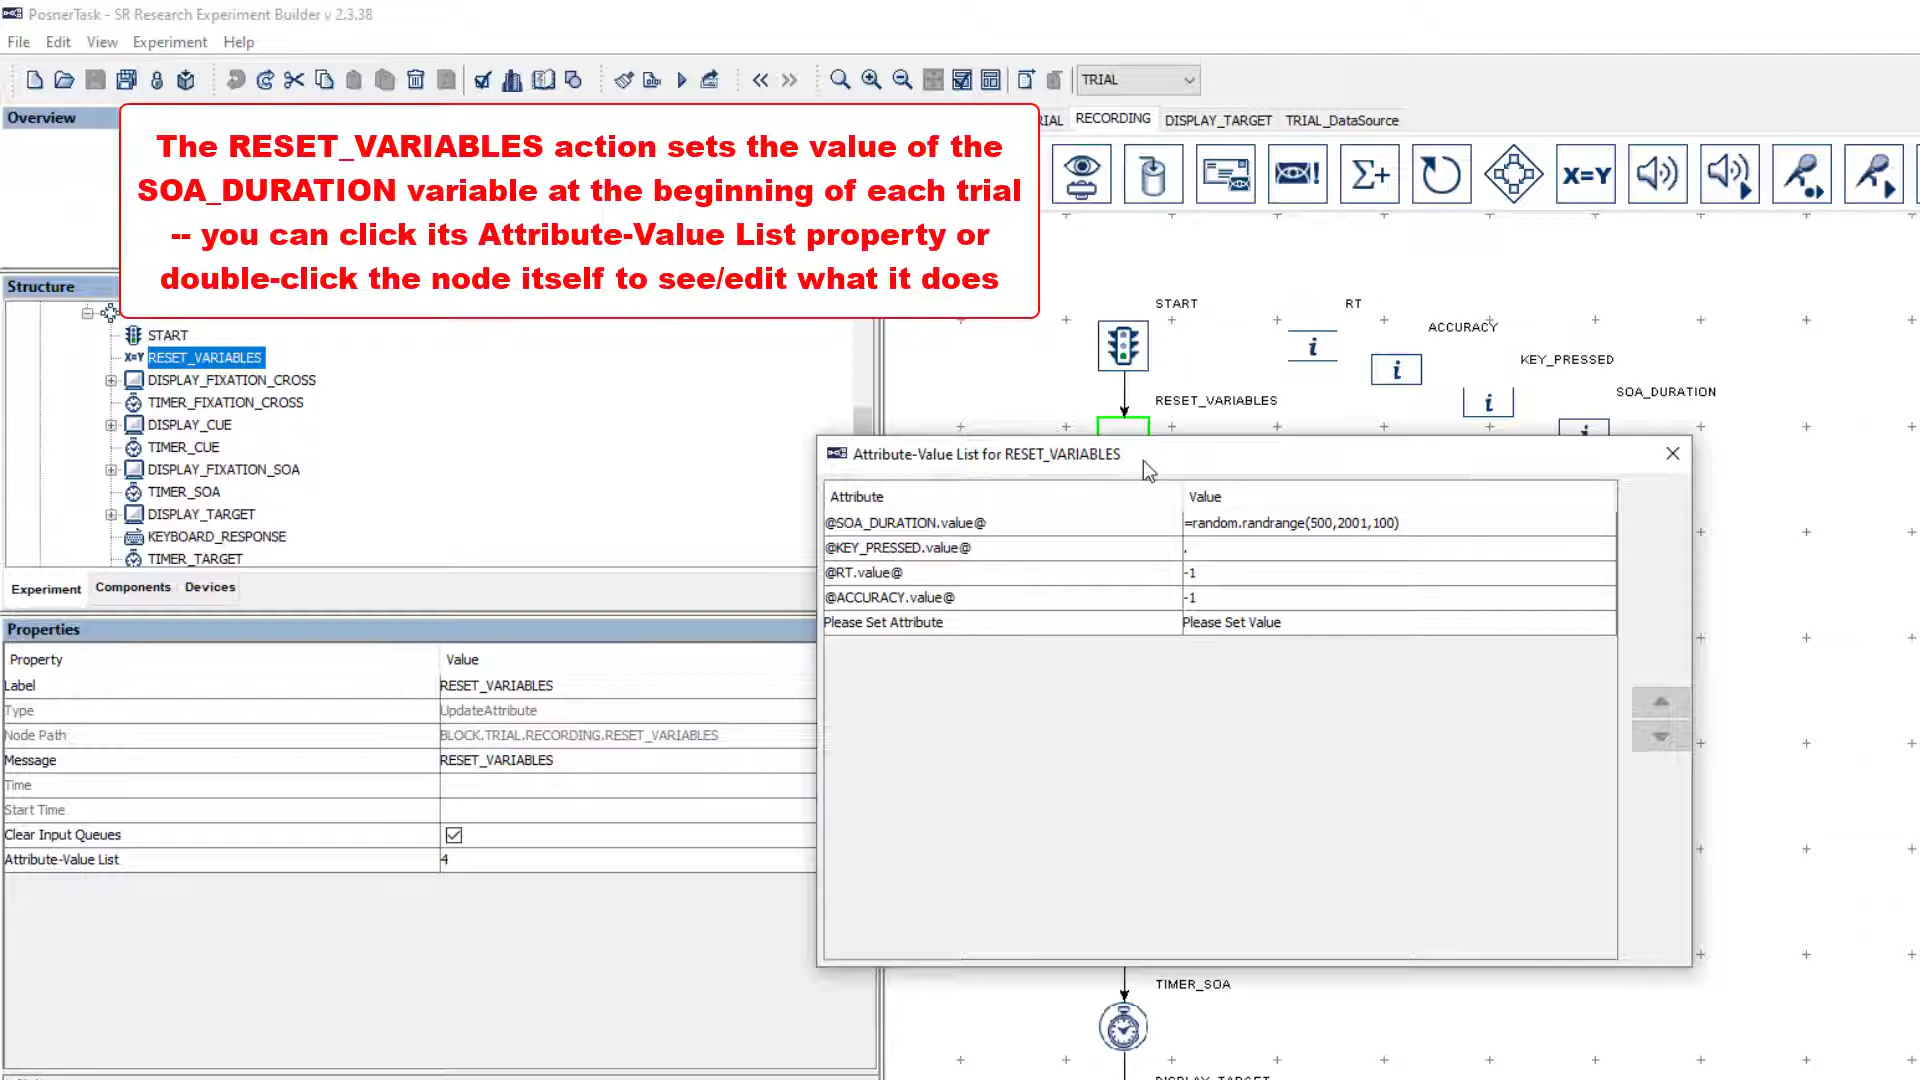 PosnerTask - SR Research Experiment Builder v 2.3.38
File Edit View Experiment Help
TRIAL
Overview
The RESET_VARIABLES action sets the value of the
SOA_DURATION variable at the beginning of each trial
-- you can click its Attribute-Value List property or
double-click the node itself to see/edit what it does
RECORDING DISPLAY_TARGET TRIAL_DataSource
X=Y
Structure
START
X=Y RESET_VARIABLES
DISPLAY_FIXATION_CROSS
TIMER_FIXATION_CROSS
DISPLAY_CUE
TIMER_CUE
DISPLAY_FIXATION_SOA
TIMER_SOA
DISPLAY_TARGET
KEYBOARD_RESPONSE
TIMER_TARGET
Experiment Components Devices
START
RT
ACCURACY
KEY_PRESSED
SOA_DURATION
RESET_VARIABLES
Attribute-Value List for RESET_VARIABLES
Attribute Value
@SOA_DURATION.value@ =random.randrange(500,2001,100)
@KEY_PRESSED.value@ .
@RT.value@ -1
@ACCURACY.value@ -1
Please Set Attribute Please Set Value
Properties
Property Value
Label RESET_VARIABLES
Type UpdateAttribute
Node Path BLOCK.TRIAL.RECORDING.RESET_VARIABLES
Message RESET_VARIABLES
Time
Start Time
Clear Input Queues
Attribute-Value List 4
TIMER_SOA
DISPLAY_TARGET